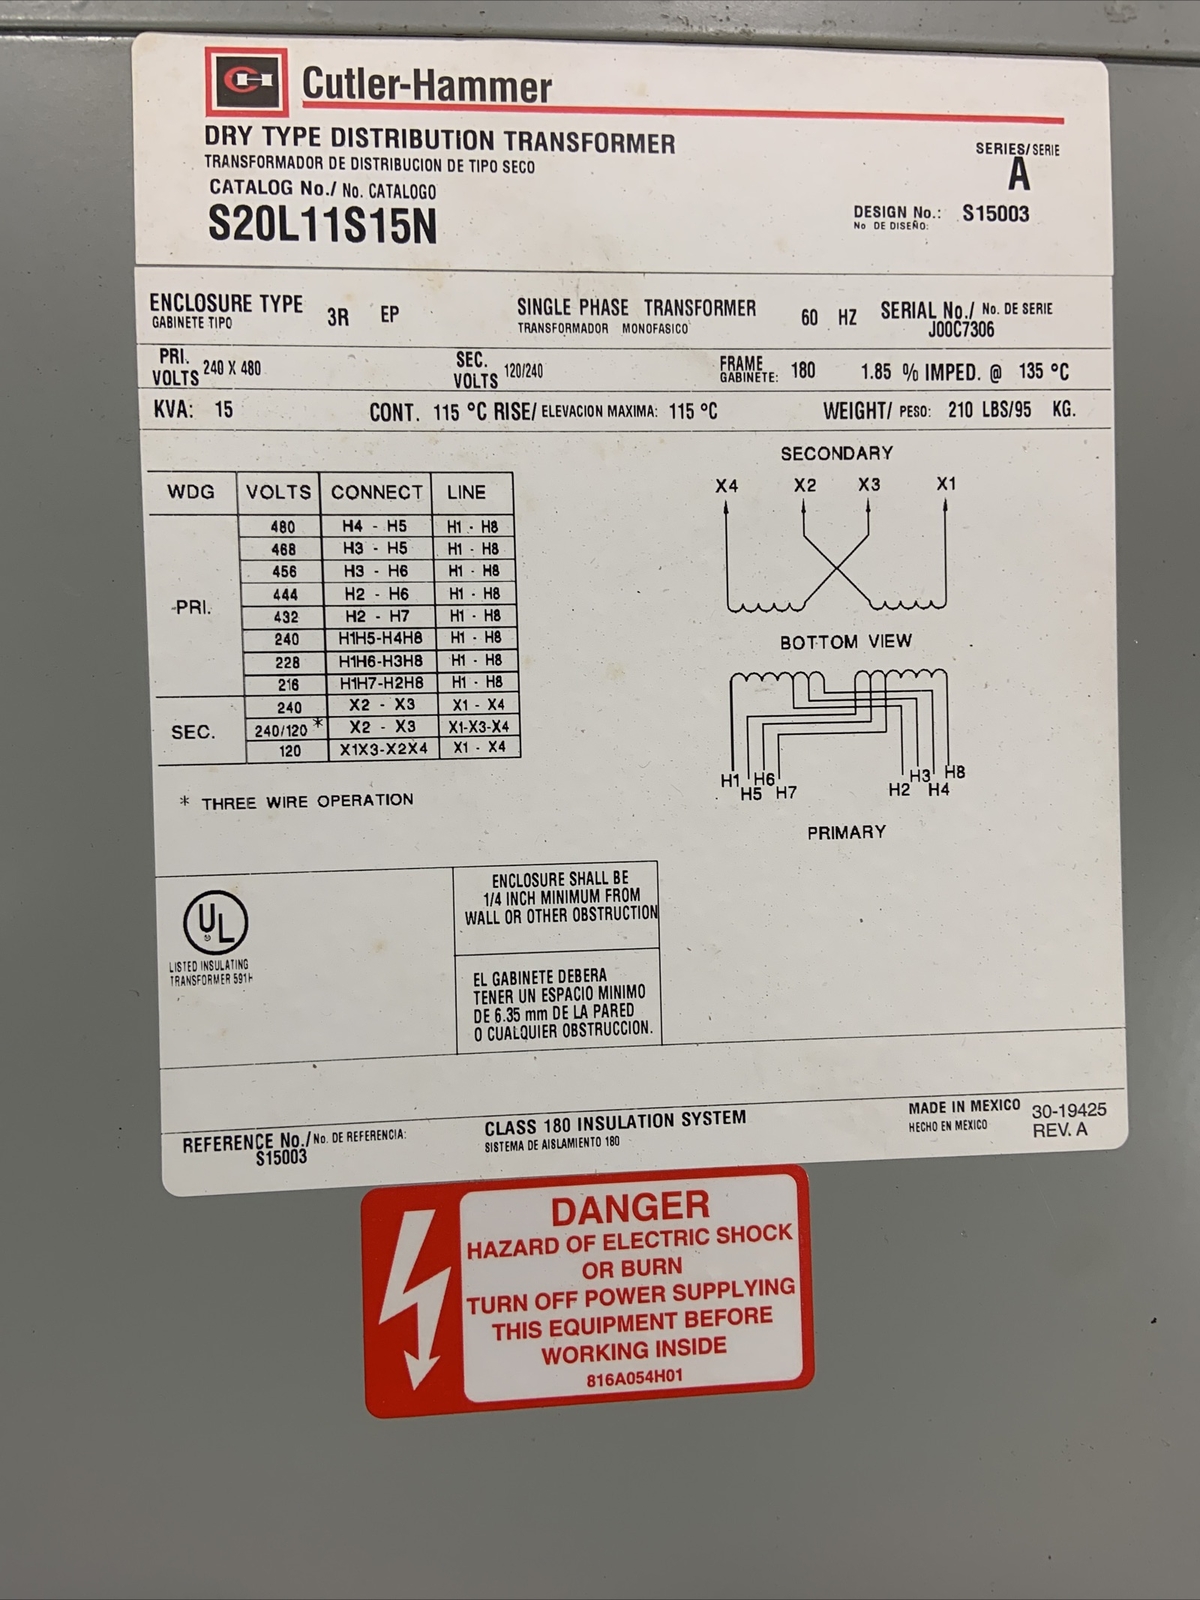 Cutler-Hammer
DRY TYPE DISTRIBUTION TRANSFORMER
TRANSFORMADOR DE DISTRIBUCION DE TIPO SECO
CATALOG No./ No. CATALOGO
S20L11S15N
SERIES/SERIE
A
DESIGN No.: S15003
No DE DISEÑO:
ENCLOSURE TYPE 3R EP
GABINETE TIPO
SINGLE PHASE TRANSFORMER 60 HZ
TRANSFORMADOR MONOFASICO
SERIAL No./ No. DE SERIE
J00C7306
PRI. VOLTS 240 X 480
SEC. VOLTS 120/240
FRAME GABINETE: 180
1.85 % IMPED. @ 135 °C
KVA: 15
CONT. 115 °C RISE/ ELEVACION MAXIMA: 115 °C
WEIGHT/ PESO: 210 LBS/95 KG.
WDG VOLTS CONNECT LINE
PRI.
480 H4 - H5 H1 - H8
468 H3 - H5 H1 - H8
456 H3 - H6 H1 - H8
444 H2 - H6 H1 - H8
432 H2 - H7 H1 - H8
240 H1H5-H4H8 H1 - H8
228 H1H6-H3H8 H1 - H8
216 H1H7-H2H8 H1 - H8
SEC.
240 X2 - X3 X1 - X4
240/120 * X2 - X3 X1-X3-X4
120 X1X3-X2X4 X1 - X4
* THREE WIRE OPERATION
SECONDARY
X4 X2 X3 X1
BOTTOM VIEW
H1 H6 H3 H8
H5 H7 H2 H4
PRIMARY
UL
LISTED INSULATING
TRANSFORMER 591H
ENCLOSURE SHALL BE
1/4 INCH MINIMUM FROM
WALL OR OTHER OBSTRUCTION
EL GABINETE DEBERA
TENER UN ESPACIO MINIMO
DE 6.35 mm DE LA PARED
O CUALQUIER OBSTRUCCION.
REFERENCE No./ No. DE REFERENCIA:
S15003
CLASS 180 INSULATION SYSTEM
SISTEMA DE AISLAMIENTO 180
MADE IN MEXICO
HECHO EN MEXICO
30-19425
REV. A
DANGER
HAZARD OF ELECTRIC SHOCK
OR BURN
TURN OFF POWER SUPPLYING
THIS EQUIPMENT BEFORE
WORKING INSIDE
816A054H01